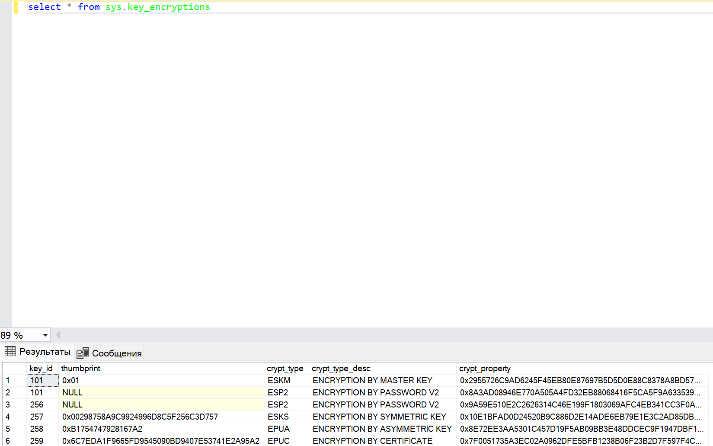 select * from sys.key_encryptions
89 %
Результаты Сообщения
key_id thumbprint crypt_type crypt_type_desc crypt_property
1 101 0x01 ESKM ENCRYPTION BY MASTER KEY 0x2955726C9AD6245F45EB80E87697B5D5D0E88C8378A8BD57...
2 101 NULL ESP2 ENCRYPTION BY PASSWORD V2 0x8A3AD08946E770A505A4FD32EB88068416F5CA5F9A633539...
3 256 NULL ESP2 ENCRYPTION BY PASSWORD V2 0x9A59E510E2C2626314C46E199F1803069AFC4EB341CC3F0A...
4 257 0x00298758A9C9924996D8C5F256C3D757 ESKS ENCRYPTION BY SYMMETRIC KEY 0x10E1BFAD0D24520B9C886D2E14ADE6EB79E1E3C2AD85DB...
5 258 0xB1754747928167A2 EPUA ENCRYPTION BY ASYMMETRIC KEY 0x8E72EE3AA5301C457D19F5AB09BB3E48DDCEC9F1947DBF1...
6 259 0x6C7EDA1F9665FD9545090BD9407E53741E2A95A2 EPUC ENCRYPTION BY CERTIFICATE 0x7F0051735A3EC02A0962DFE5BFB1238B06F23B2D7F597F4C...